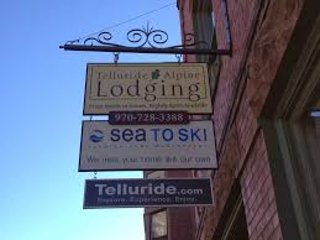 Telluride Alpine
Lodging
970-728-3388
SEA TO SKI
We treat your home like our own
Telluride.com
Explore. Experience. Enjoy.